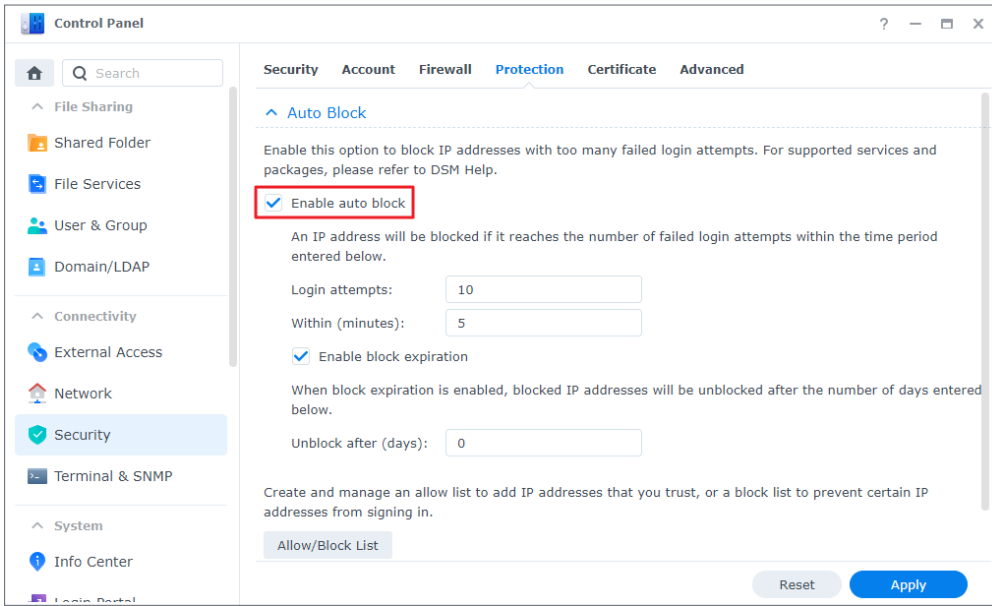 Control Panel
?
Search
File Sharing
Shared Folder
File Services
User & Group
Domain/LDAP
Connectivity
External Access
Network
Security
Terminal & SNMP
System
Info Center
Login Portal
Security Account Firewall Protection Certificate Advanced
Auto Block
Enable this option to block IP addresses with too many failed login attempts. For supported services and
packages, please refer to DSM Help.
Enable auto block
An IP address will be blocked if it reaches the number of failed login attempts within the time period
entered below.
Login attempts: 10
Within (minutes): 5
Enable block expiration
When block expiration is enabled, blocked IP addresses will be unblocked after the number of days entered
below.
Unblock after (days): 0
Create and manage an allow list to add IP addresses that you trust, or a block list to prevent certain IP
addresses from signing in.
Allow/Block List
Reset Apply